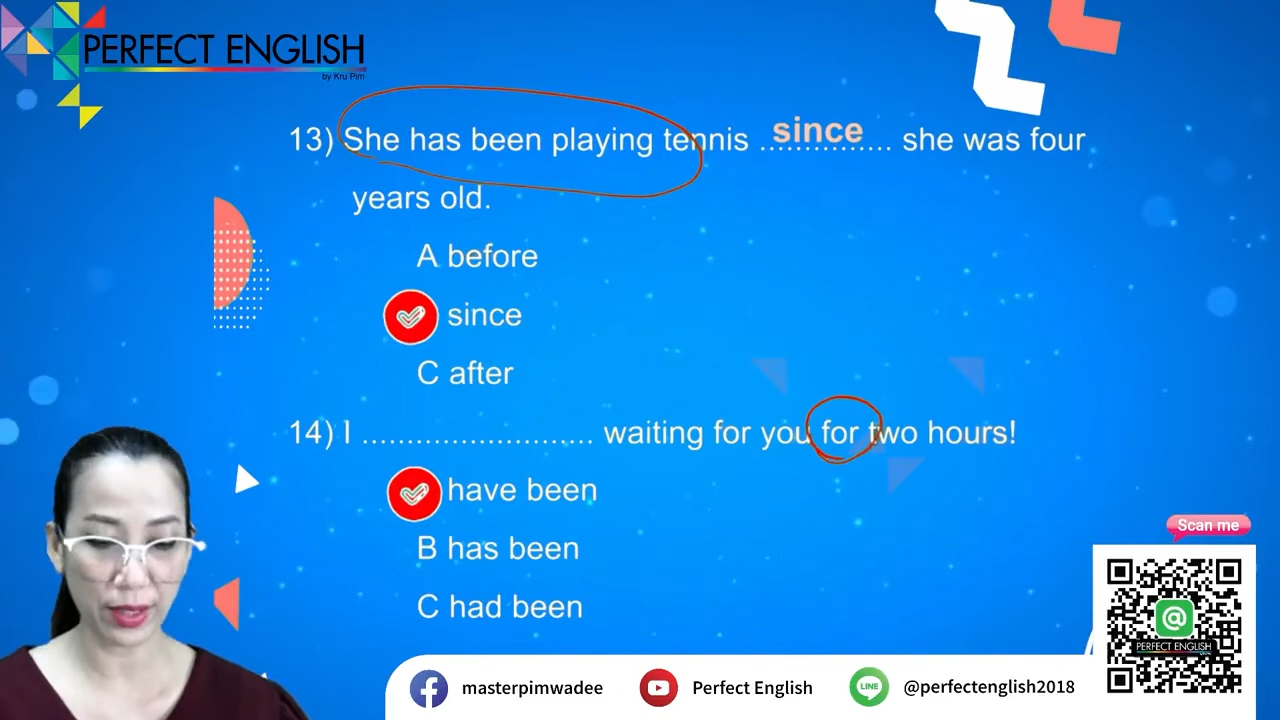 PERFECT ENGLISH
by Kru Pim
13) She has been playing tennis ............... she was four
since
years old.
A before
since
C after
14) I .......................... waiting for you for two hours!
have been
B has been
C had been
Scan me
@
PERFECT ENGLISH
masterpimwadee
Perfect English
LINE
@perfectenglish2018